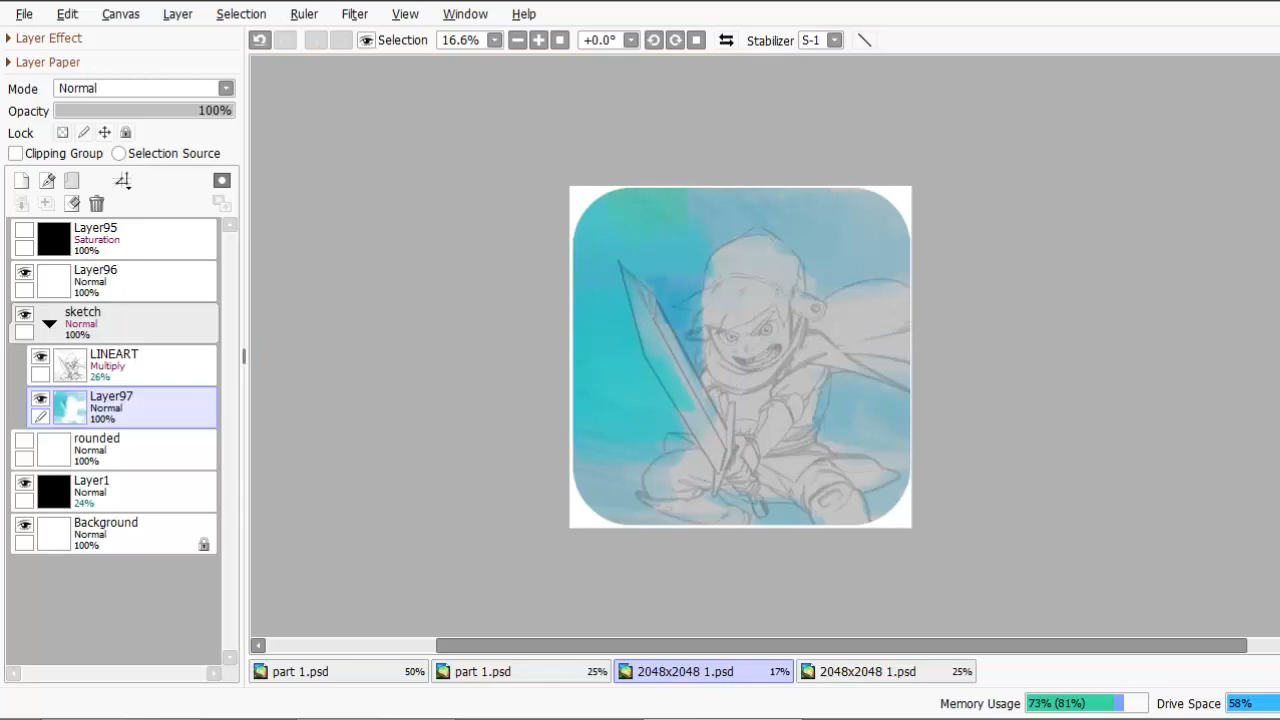 File Edit Canvas Layer Selection Ruler Filter View Window Help
Layer Effect
Selection 16.6% +0.0° Stabilizer S-1
Layer Paper
Mode Normal
Opacity 100%
Lock
Clipping Group Selection Source
Layer95
Saturation
100%
Layer96
Normal
100%
sketch
Normal
100%
LINEART
Multiply
26%
Layer97
Normal
100%
rounded
Normal
100%
Layer1
Normal
24%
Background
Normal
100%
part 1.psd 50% part 1.psd 25% 2048x2048 1.psd 17% 2048x2048 1.psd 25%
Memory Usage 73% (81%) Drive Space 58%